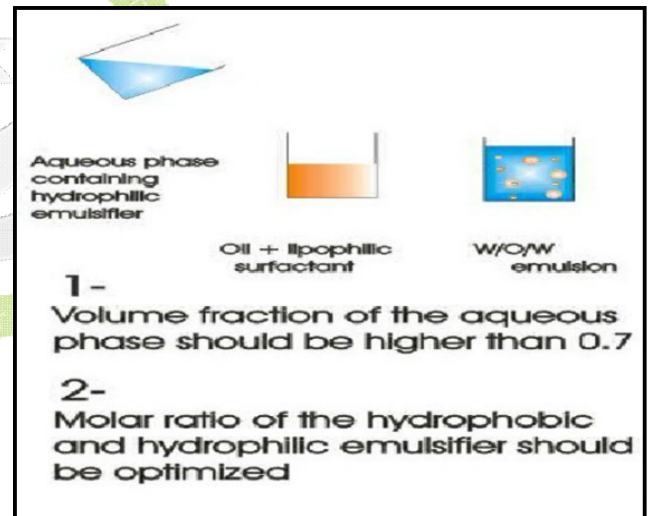 Aqueous phase
containing
hydrophilic
emulsifier
Oil + lipophilic
surfactant
W/O/W
emulsion
1-
Volume fraction of the aqueous
phase should be higher than 0.7
2-
Molar ratio of the hydrophobic
and hydrophilic emulsifier should
be optimized